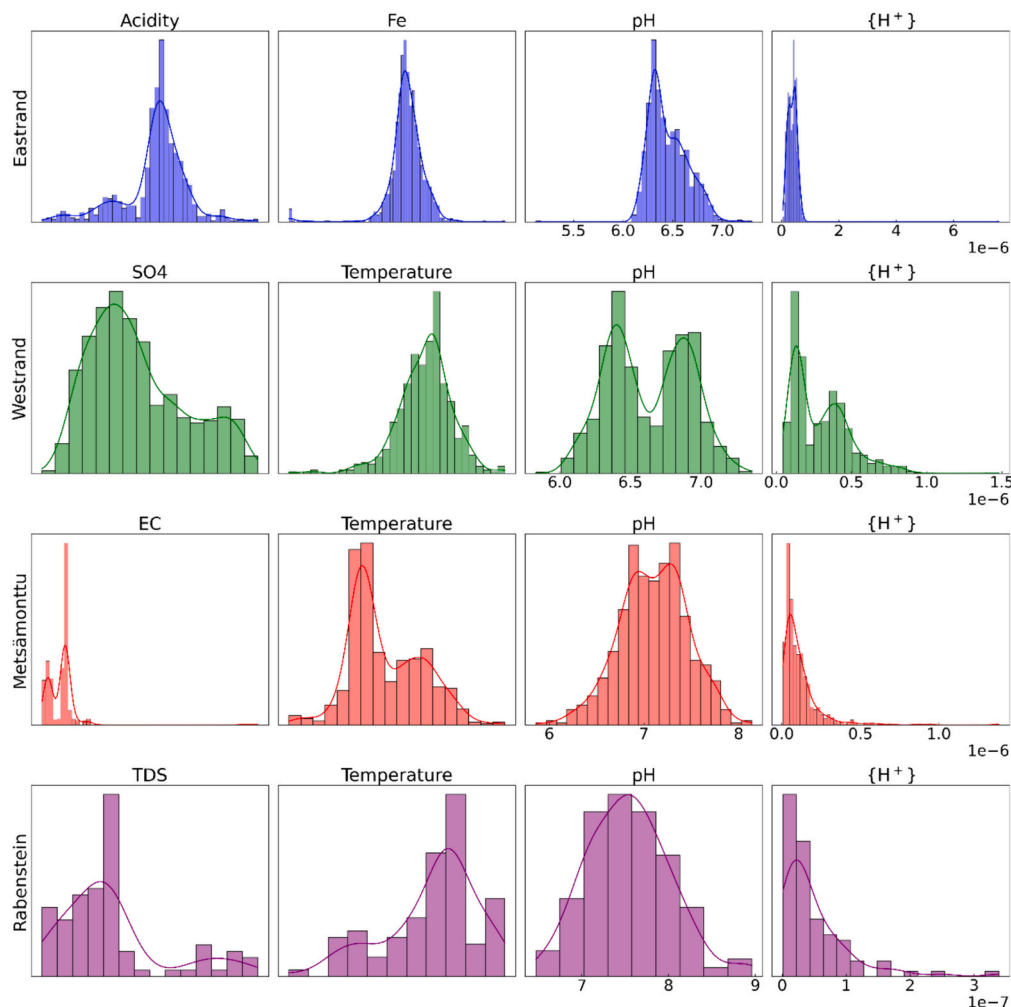 Acidity Fe pH {H⁺}
Eastrand
5.5 6.0 6.5 7.0 0 2 4 6
1e-6
SO4 Temperature pH {H⁺}
Westrand
6.0 6.5 7.0 0.0 0.5 1.0 1.5
1e-6
EC Temperature pH {H⁺}
Metsämonttu
6 7 8 0.0 0.5 1.0
1e-6
TDS Temperature pH {H⁺}
Rabenstein
7 8 9 0 1 2 3
1e-7